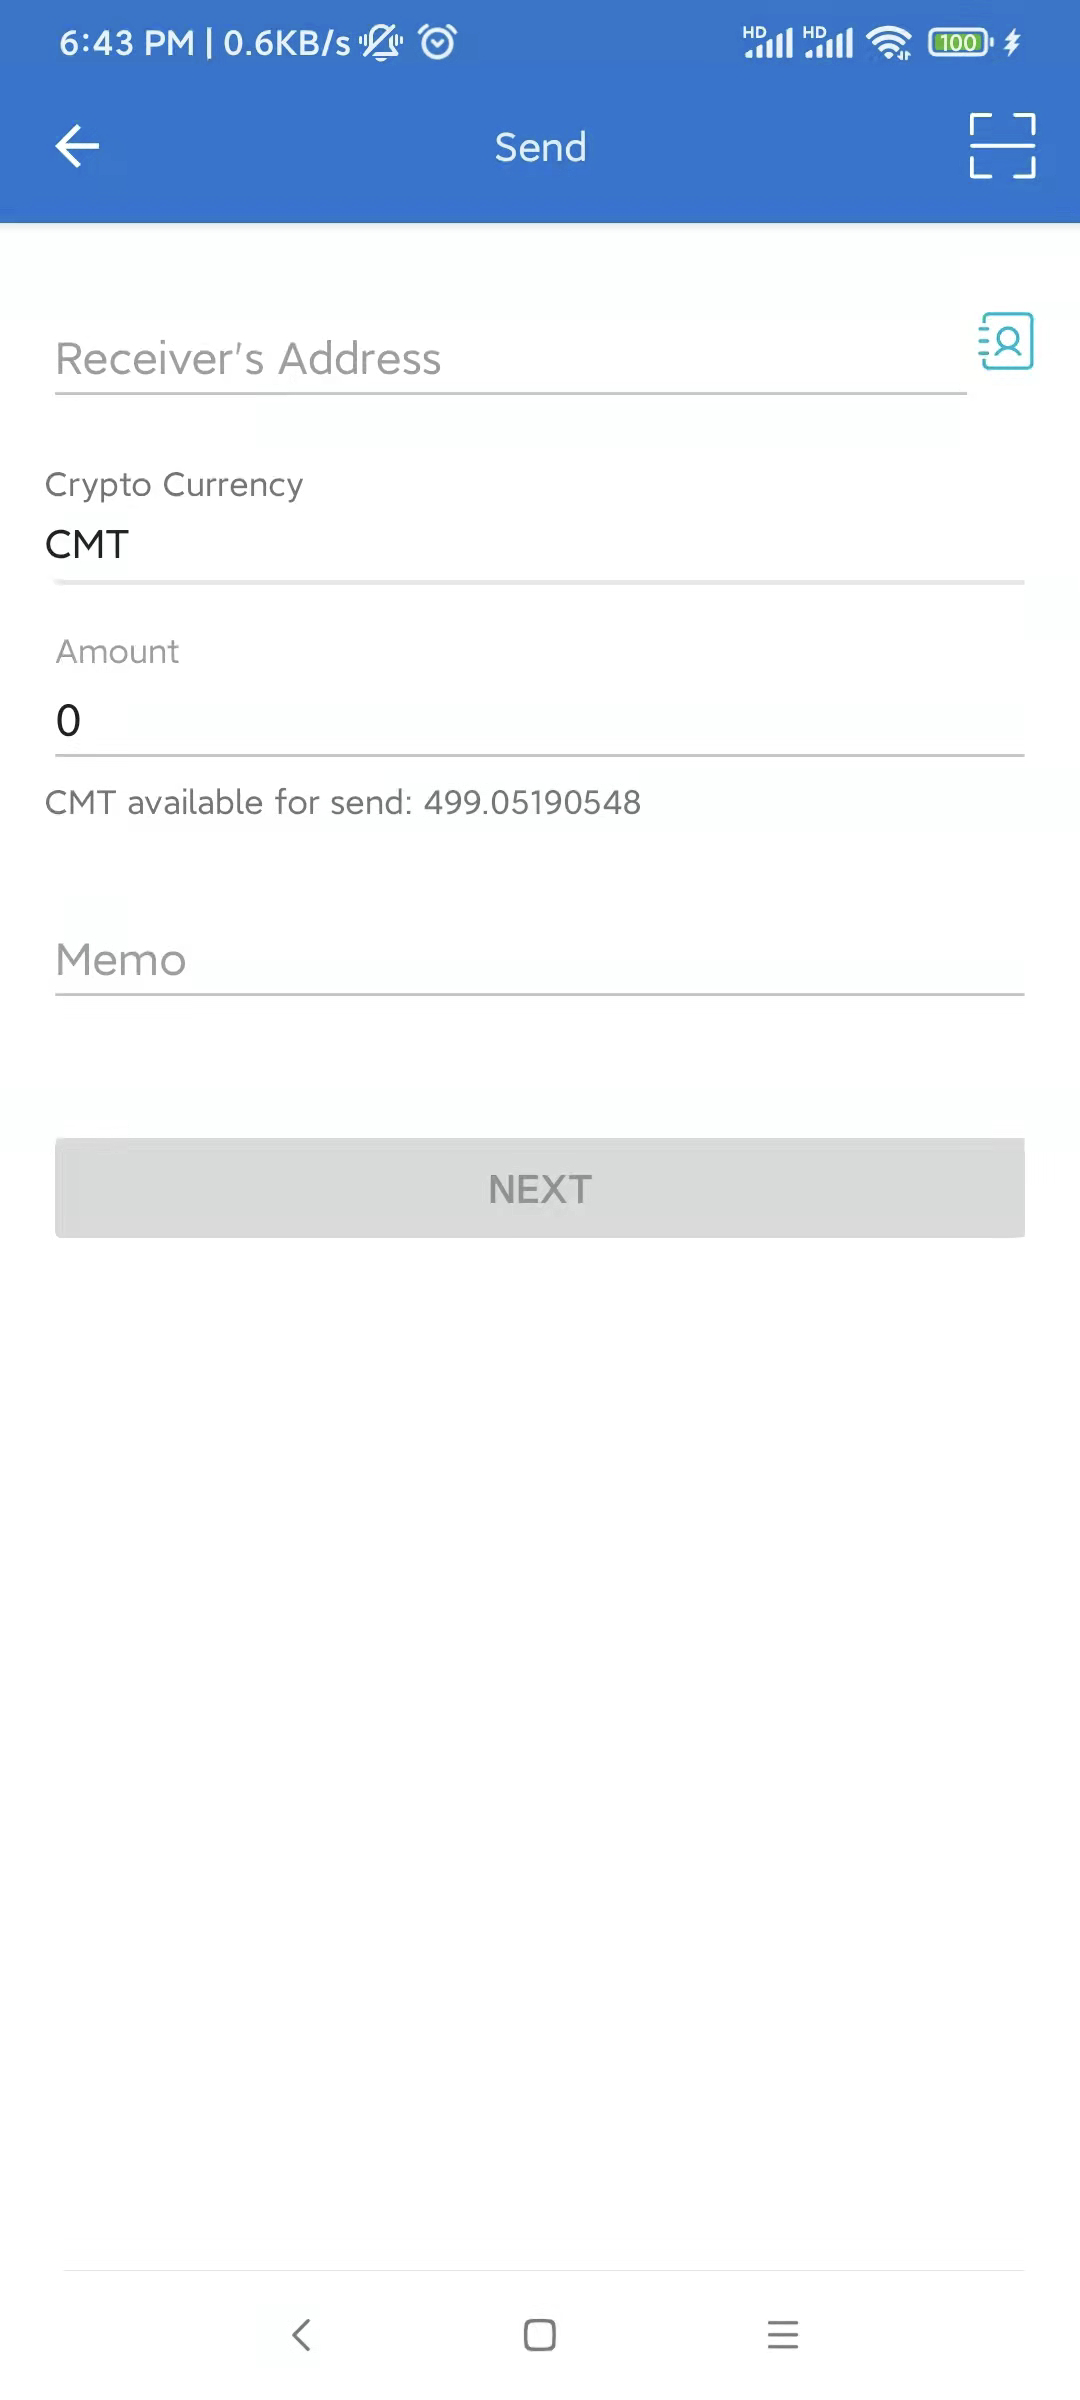 6:43 PM | 0.6KB/s HD HD 100
Send
Receiver's Address
Crypto Currency
CMT
Amount
0
CMT available for send: 499.05190548
Memo
NEXT